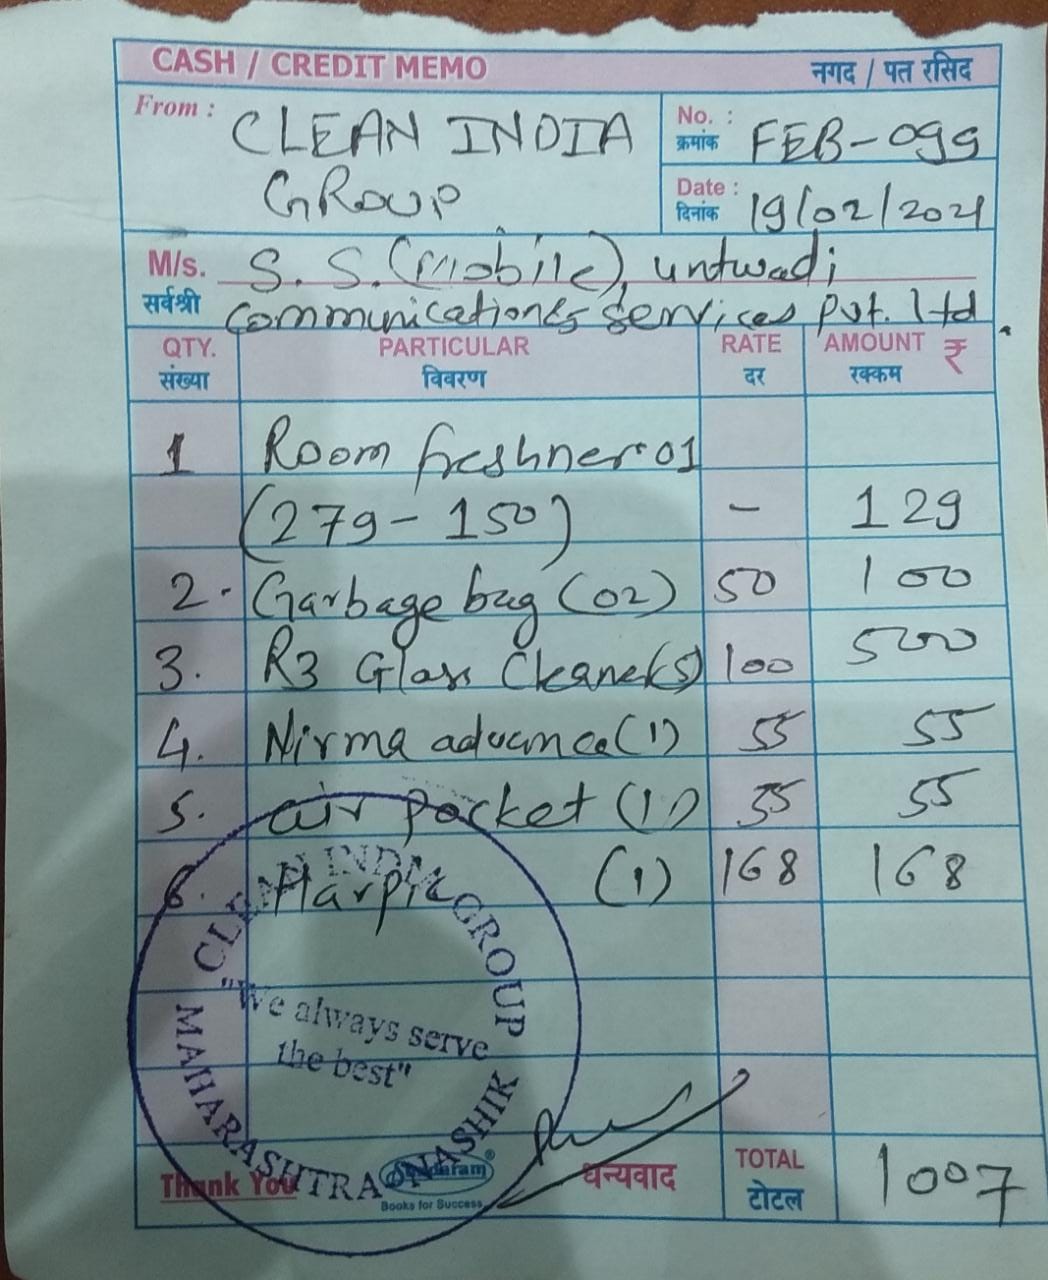 CASH / CREDIT MEMO नगद / पत रसिद
From : CLEAN INDIA
GROUP
No. :
क्रमांक FEB-099
Date :
दिनांक 19/02/2021
M/s. S. S. (Mobile), untwadi
सर्वश्री Communications services Pvt. ltd.
QTY. PARTICULAR RATE AMOUNT ₹
संख्या विवरण दर रक्कम
1 Room freshner 01
(279-150) - 129
2. Garbage bag (02) 50 100
3. R3 Glass Cleaner(5) 100 500
4. Nirma advance (1) 55 55
5. air pocket (1) 55 55
6. Harpic (1) 168 168
CLEAN INDIA GROUP
"We always serve
the best"
MAHARASHTRA NASHIK
Thank You
Books for Success
धन्यवाद
TOTAL
टोटल 1007